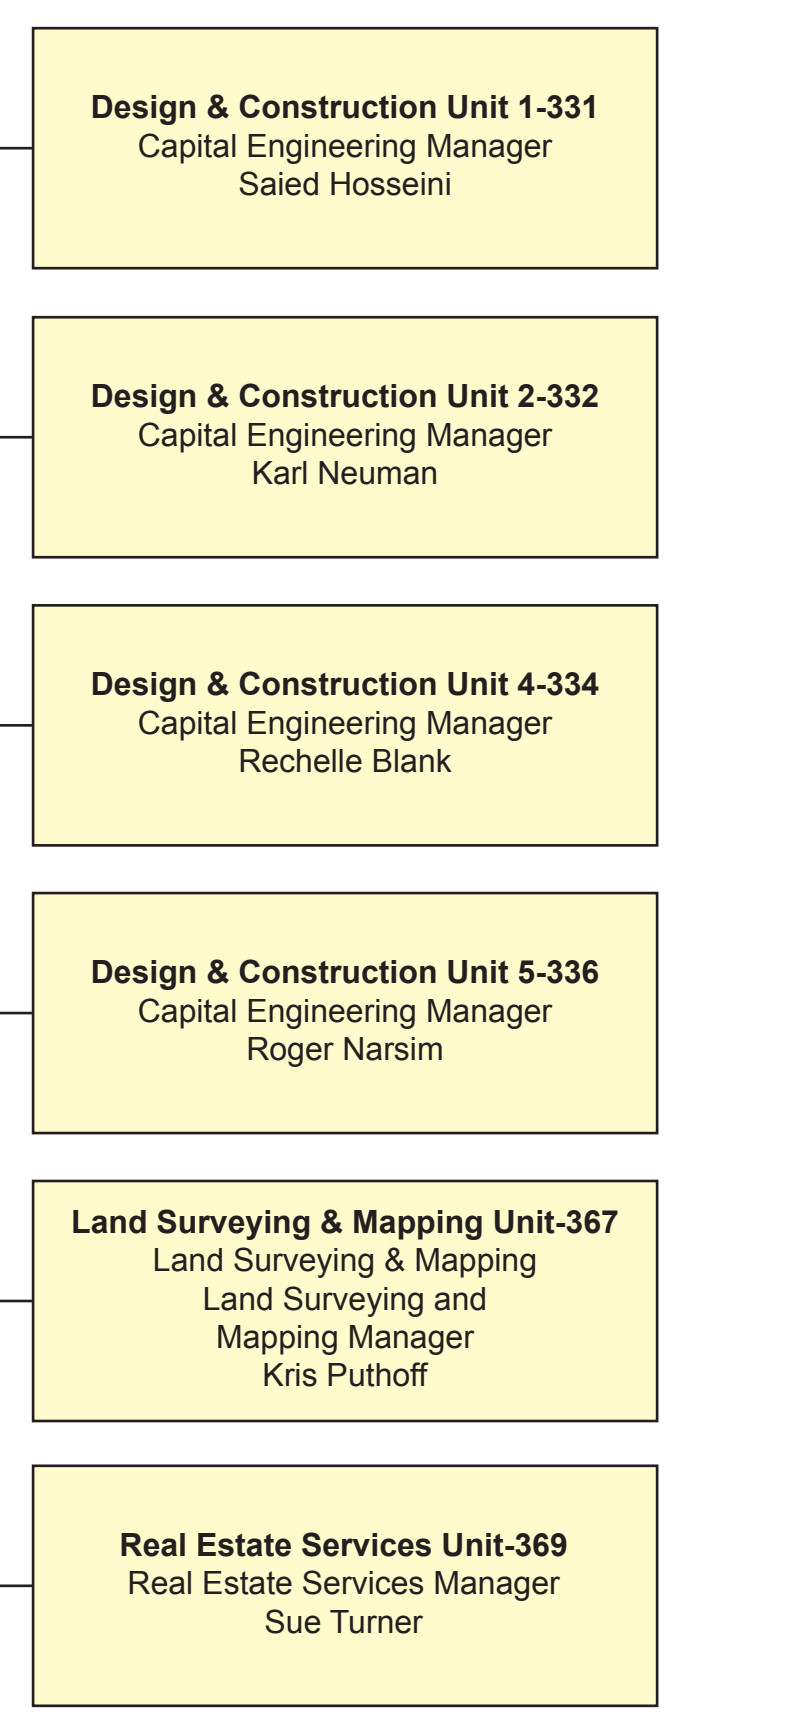 Design & Construction Unit 1-331
Capital Engineering Manager
Saied Hosseini
Design & Construction Unit 2-332
Capital Engineering Manager
Karl Neuman
Design & Construction Unit 4-334
Capital Engineering Manager
Rechelle Blank
Design & Construction Unit 5-336
Capital Engineering Manager
Roger Narsim
Land Surveying & Mapping Unit-367
Land Surveying & Mapping
Land Surveying and
Mapping Manager
Kris Puthoff
Real Estate Services Unit-369
Real Estate Services Manager
Sue Turner